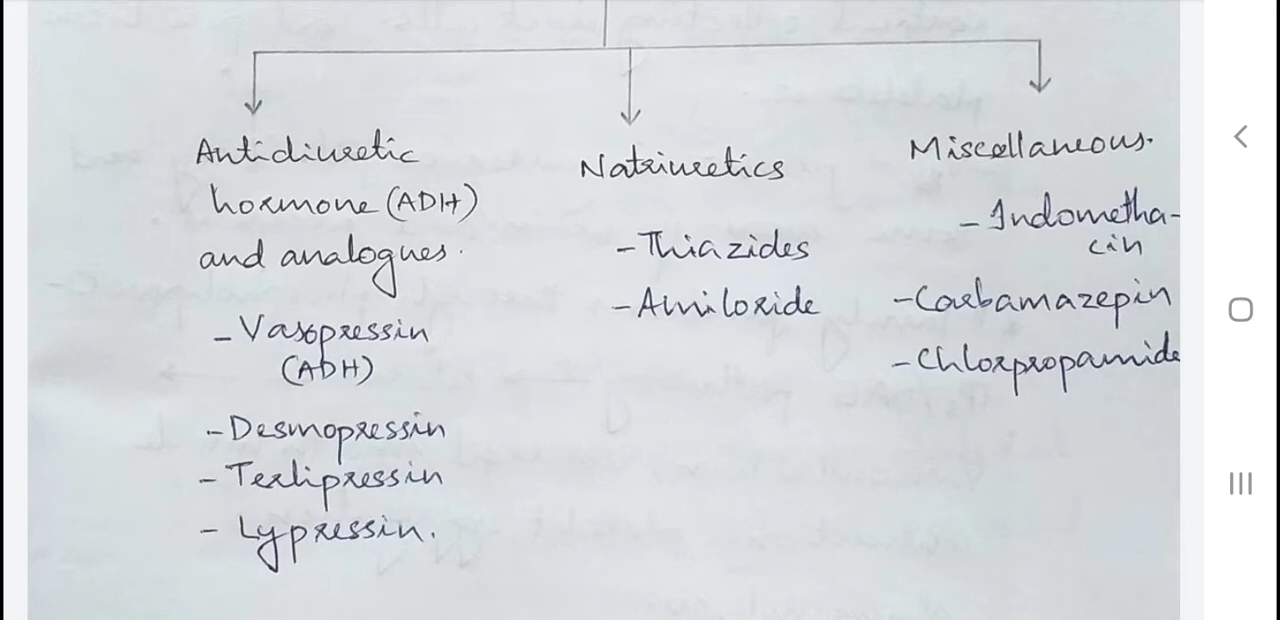 Antidiuretic
hormone (ADH)
and analogues.
- Vasopressin
(ADH)
- Desmopressin
- Terlipressin
- Lypressin.
Natriuretics
- Thiazides
- Amiloride
Miscellaneous.
- Indometha-
cin
- Carbamazepin
- Chlorpropamide